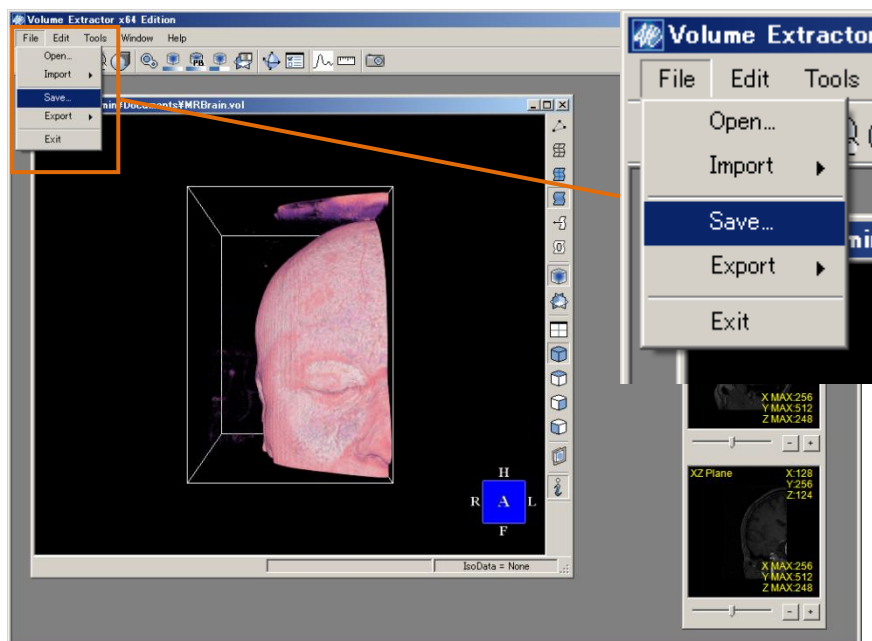 Volume Extractor x64 Edition
File Edit Tools Window Help
Open...
Import
Save...
Export
Exit
Documents¥MRBrain.vol
PB
H
R A L
F
IsoData = None
Volume Extractor
File Edit Tools
Open...
Import
Save...
Export
Exit
X MAX:256
Y MAX:512
Z MAX:248
XZ Plane X:128
Y:256
Z:124
X MAX:256
Y MAX:512
Z MAX:248